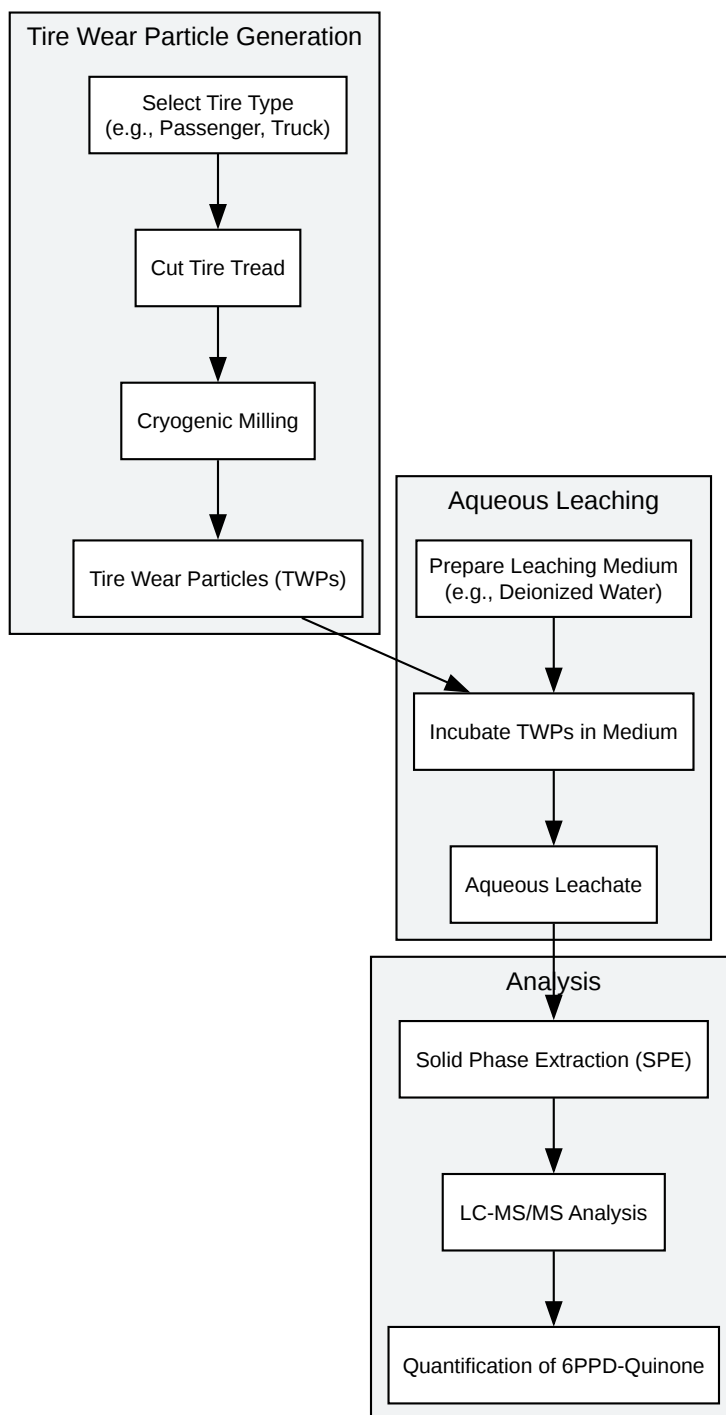 Tire Wear Particle Generation
Select Tire Type
(e.g., Passenger, Truck)
Cut Tire Tread
Cryogenic Milling
Tire Wear Particles (TWPs)
Aqueous Leaching
Prepare Leaching Medium
(e.g., Deionized Water)
Incubate TWPs in Medium
Aqueous Leachate
Analysis
Solid Phase Extraction (SPE)
LC-MS/MS Analysis
Quantification of 6PPD-Quinone